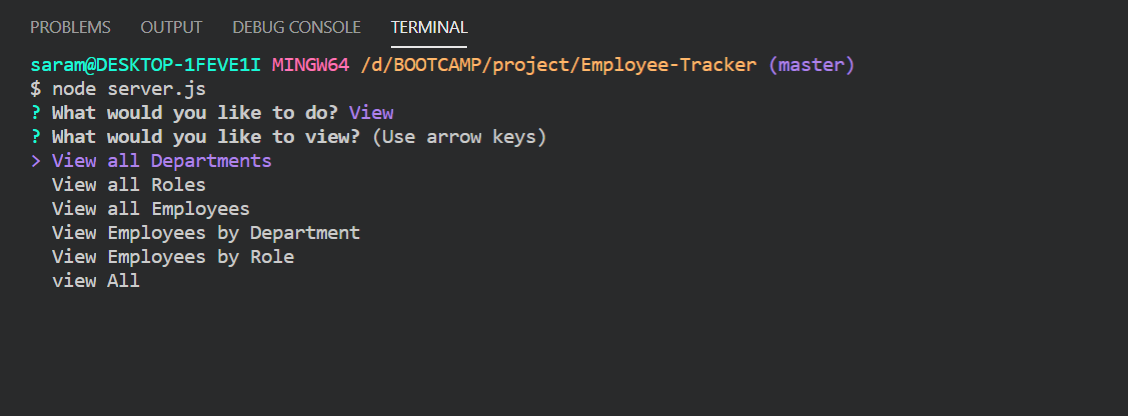 PROBLEMS OUTPUT DEBUG CONSOLE TERMINAL
saram@DESKTOP-1FEVE1I MINGW64 /d/BOOTCAMP/project/Employee-Tracker (master)
$ node server.js
? What would you like to do? View
? What would you like to view? (Use arrow keys)
> View all Departments
View all Roles
View all Employees
View Employees by Department
View Employees by Role
view All